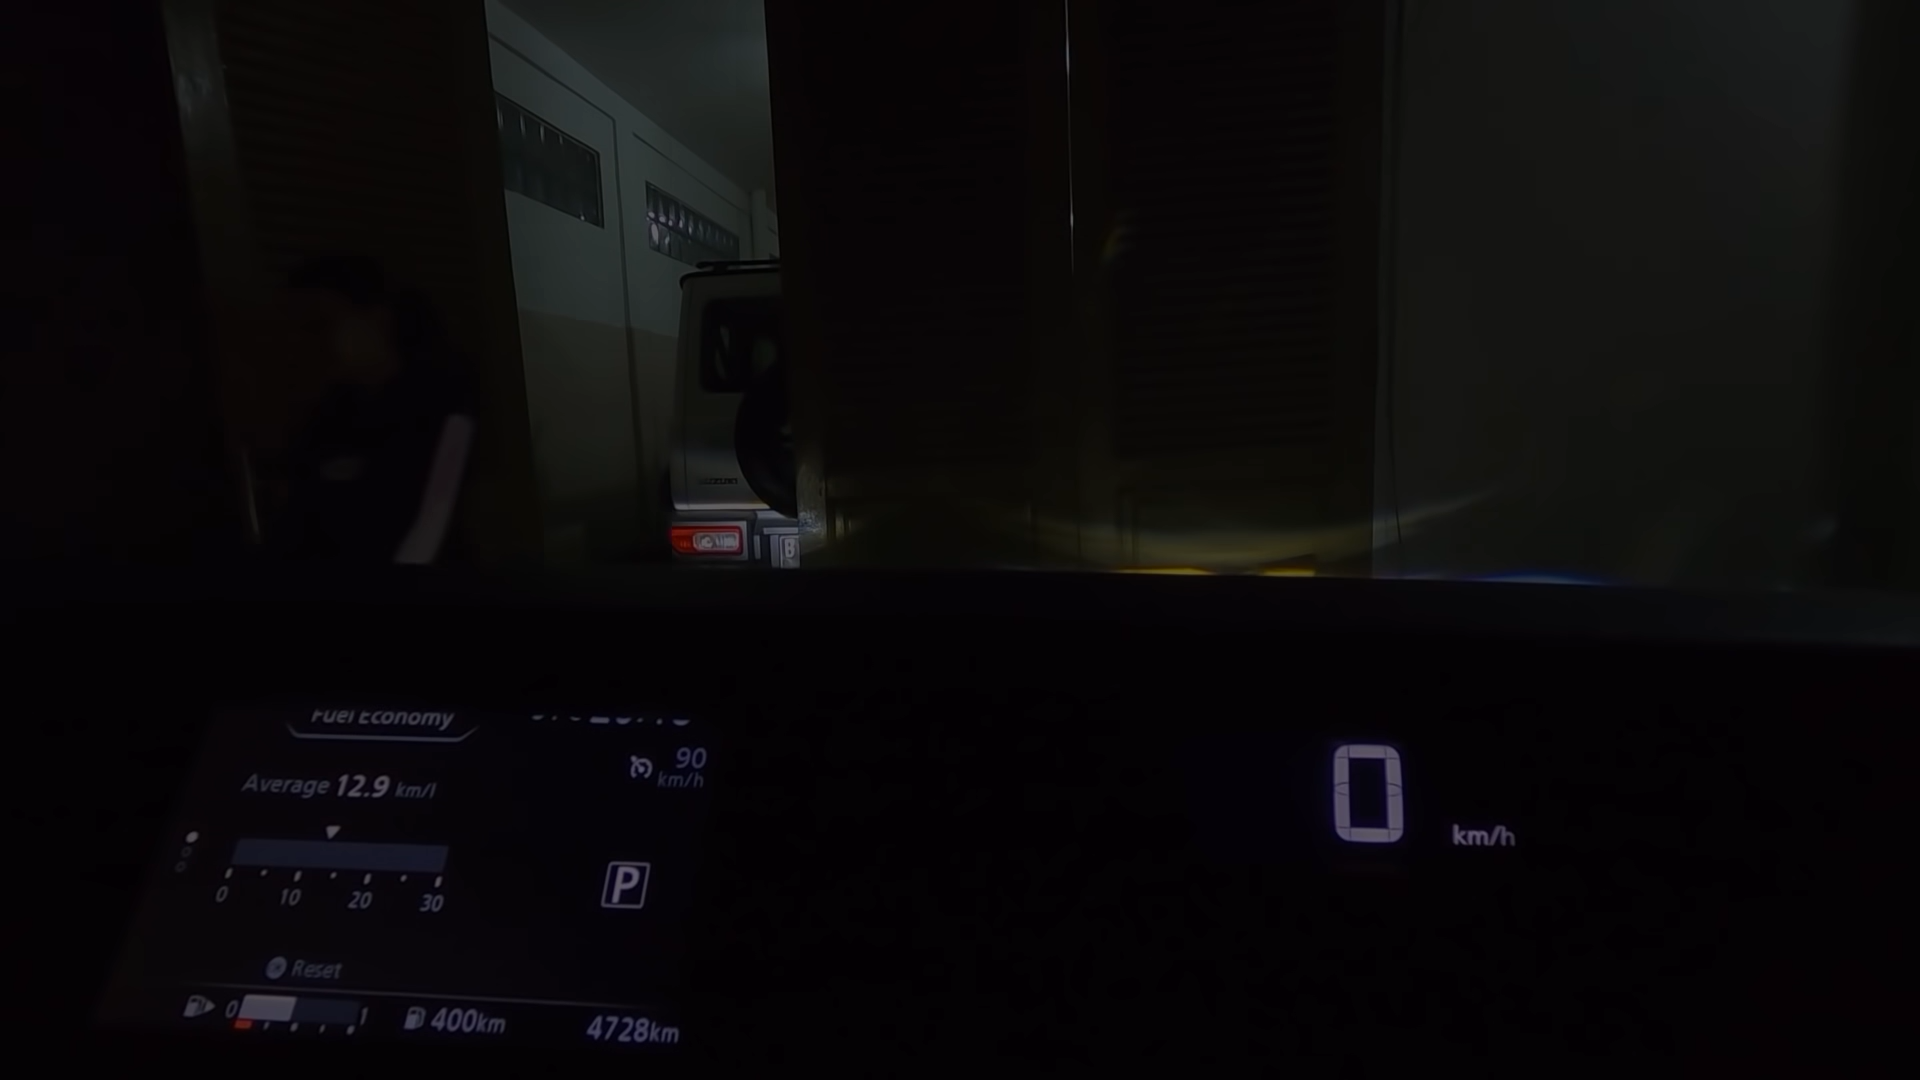 SUZUKI
B
Fuel Economy
90
km/h
Average 12.9 km/l
0 10 20 30
P
Reset
0 1 400km 4728km
0 km/h